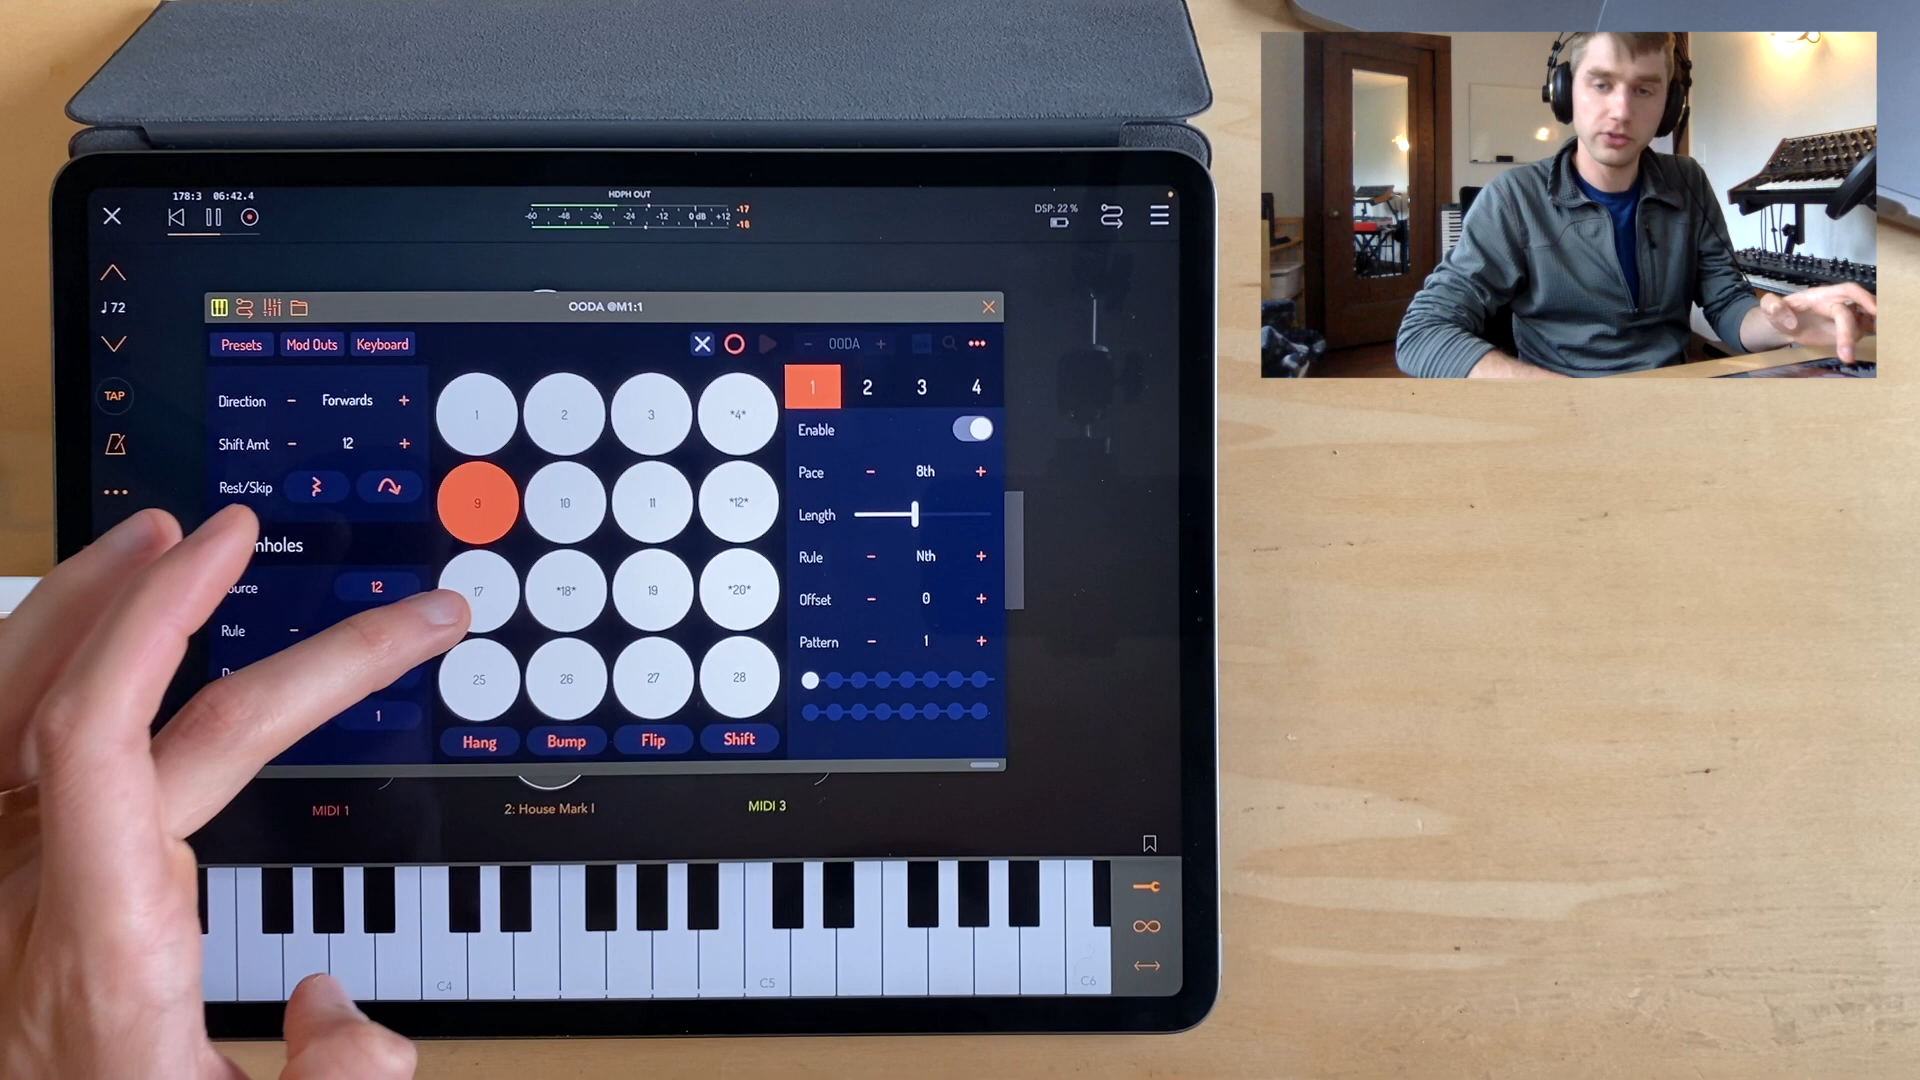 178:3 06:42.4
HDPH OUT
-60 -48 -36 -24 -12 0 dB +12
-17
-16
DSP: 22 %
72
TAP
OODA @M1:1
Presets Mod Outs Keyboard
- OODA +
Direction - Forwards +
Shift Amt - 12 +
Rest/Skip
Source 12
Rule -
1
1 2 3 *4*
9 10 11 *12*
17 *18* 19 *20*
25 26 27 28
Hang Bump Flip Shift
1 2 3 4
Enable
Pace - 8th +
Length
Rule - Nth +
Offset - 0 +
Pattern - 1 +
MIDI 1
2: House Mark I
MIDI 3
C4 C5 C6